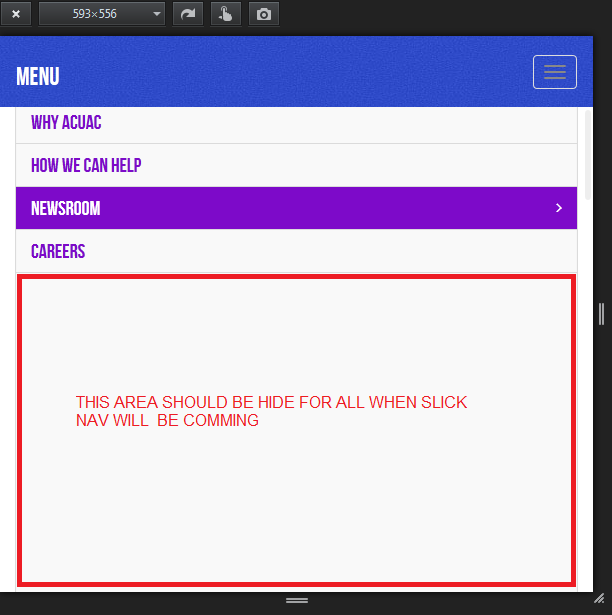 593×556
MENU
WHY ACUAC
HOW WE CAN HELP
NEWSROOM
CAREERS
THIS AREA SHOULD BE HIDE FOR ALL WHEN SLICK
NAV WILL BE COMMING